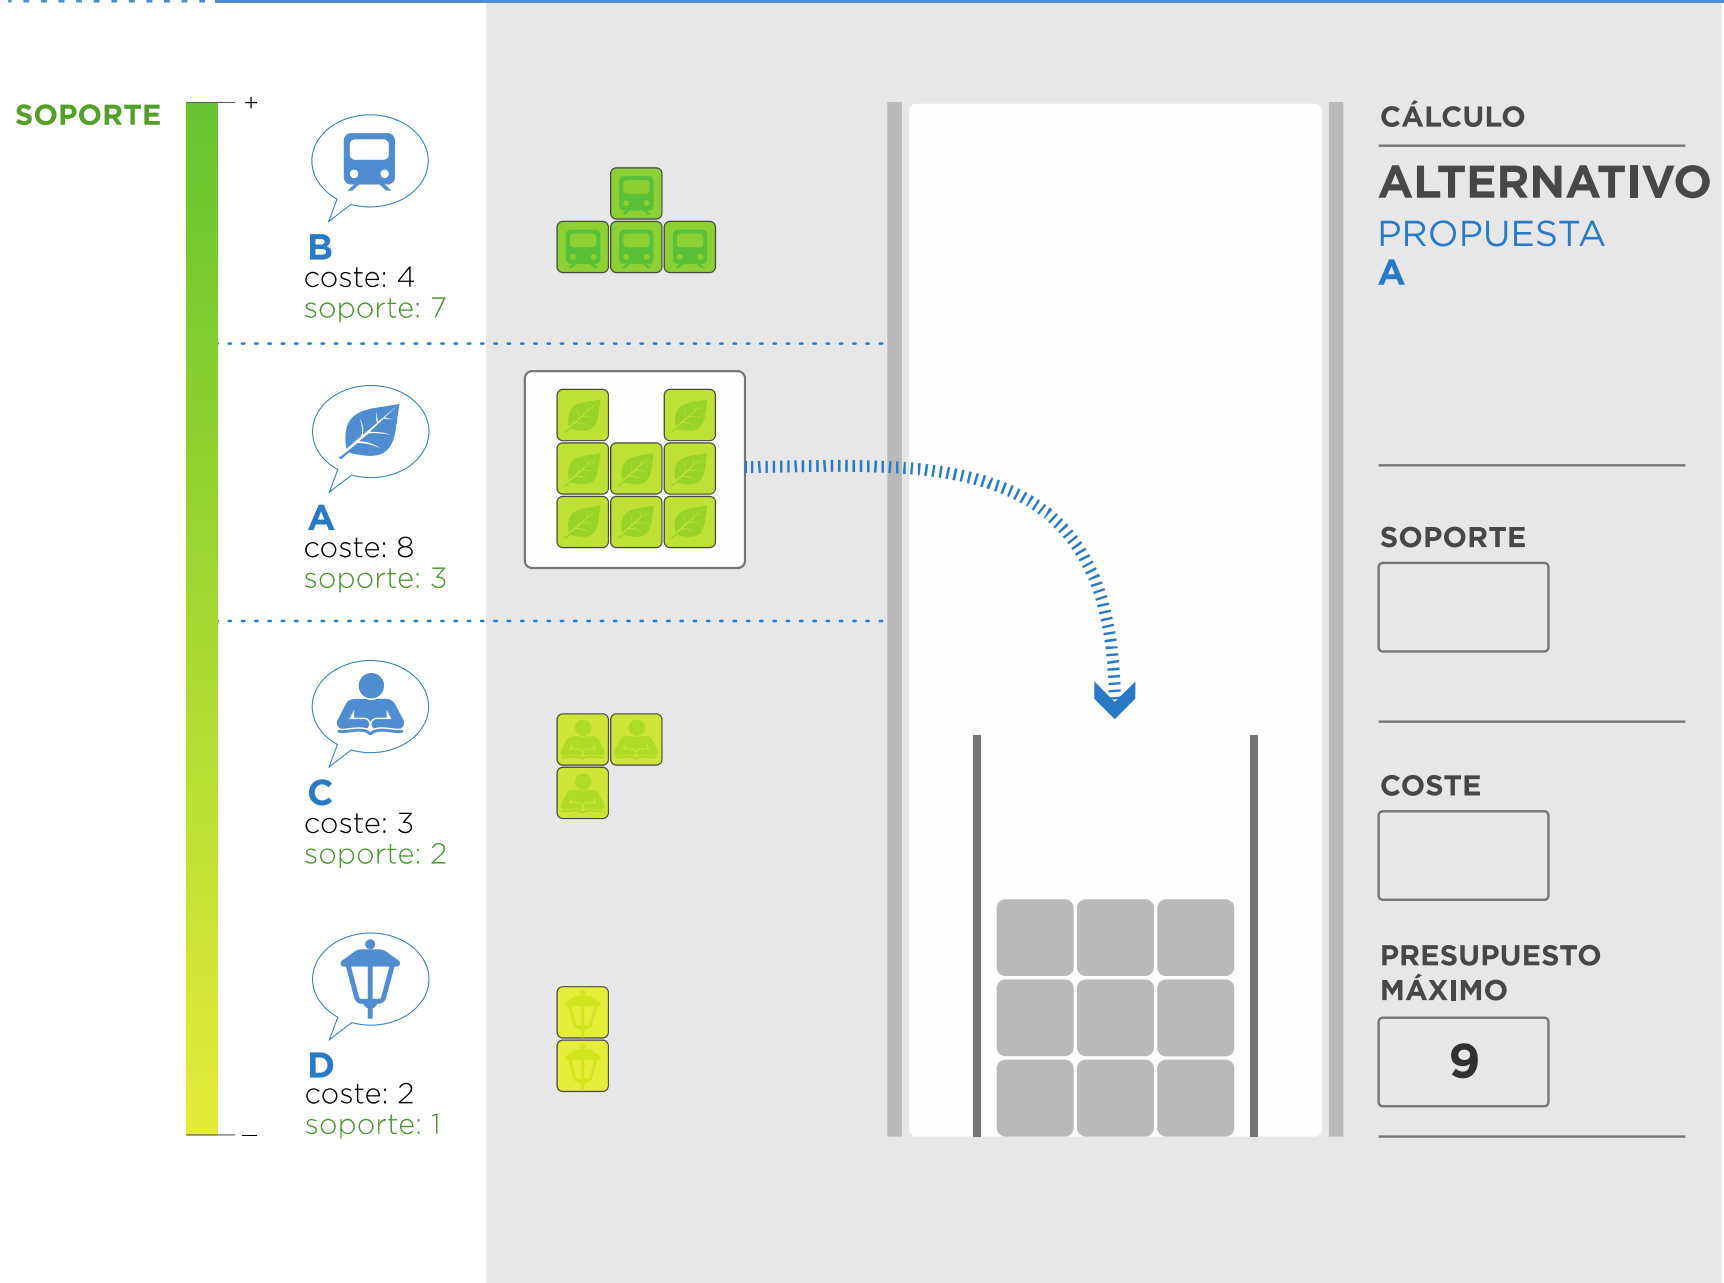 SOPORTE
+
B
coste: 4
soporte: 7
A
coste: 8
soporte: 3
C
coste: 3
soporte: 2
D
coste: 2
soporte: 1
–
CÁLCULO
ALTERNATIVO
PROPUESTA
A
SOPORTE
COSTE
PRESUPUESTO
MÁXIMO
9